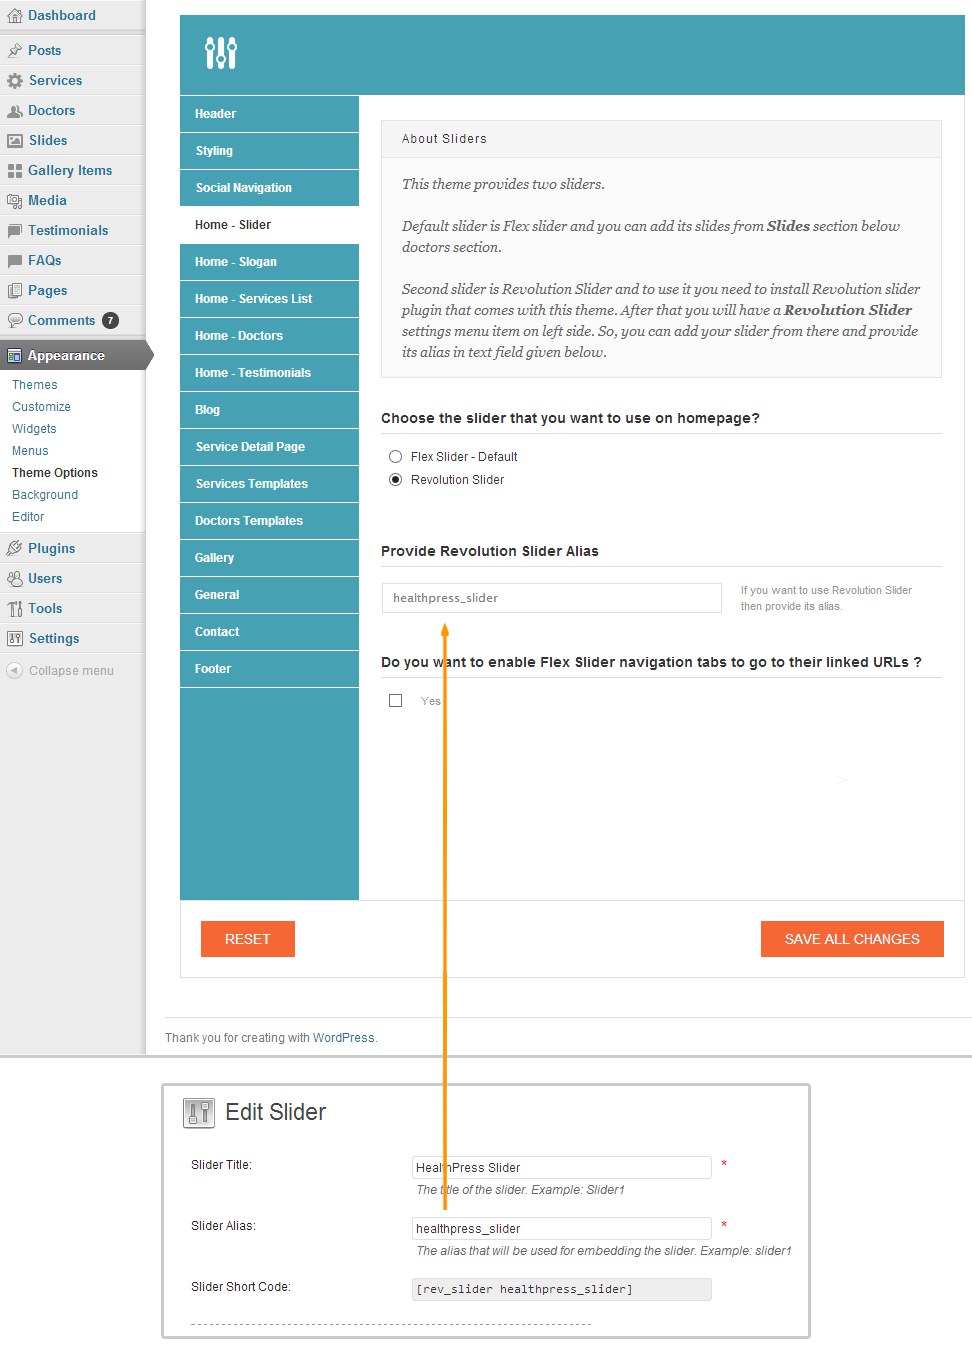 Dashboard
Posts
Services
Doctors
Slides
Gallery Items
Media
Testimonials
FAQs
Pages
Comments 7
Appearance
Themes
Customize
Widgets
Menus
Theme Options
Background
Editor
Plugins
Users
Tools
Settings
Collapse menu
Header
Styling
Social Navigation
Home - Slider
Home - Slogan
Home - Services List
Home - Doctors
Home - Testimonials
Blog
Service Detail Page
Services Templates
Doctors Templates
Gallery
General
Contact
Footer
About Sliders
This theme provides two sliders.
Default slider is Flex slider and you can add its slides from Slides section below
doctors section.
Second slider is Revolution Slider and to use it you need to install Revolution slider
plugin that comes with this theme. After that you will have a Revolution Slider
settings menu item on left side. So, you can add your slider from there and provide
its alias in text field given below.
Choose the slider that you want to use on homepage?
Flex Slider - Default
Revolution Slider
Provide Revolution Slider Alias
healthpress_slider
If you want to use Revolution Slider
then provide its alias.
Do you want to enable Flex Slider navigation tabs to go to their linked URLs ?
Yes
RESET
SAVE ALL CHANGES
Thank you for creating with WordPress.
Edit Slider
Slider Title:
HealthPress Slider *
The title of the slider. Example: Slider1
Slider Alias:
healthpress_slider *
The alias that will be used for embedding the slider. Example: slider1
Slider Short Code:
[rev_slider healthpress_slider]